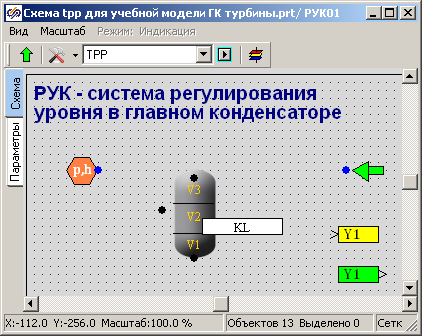 Схема tpp для учебной модели ГК турбины.prt/ РУК01
Вид Масштаб Режим: Индикация
TPP
Схема
Параметры
РУК - система регулирования
уровня в главном конденсаторе
p,h
V3
V2
KL
V1
Y1
Y1
X:-112.0 Y:-256.0 Масштаб:100.0 % Объектов 13 Выделено 0 Сетк